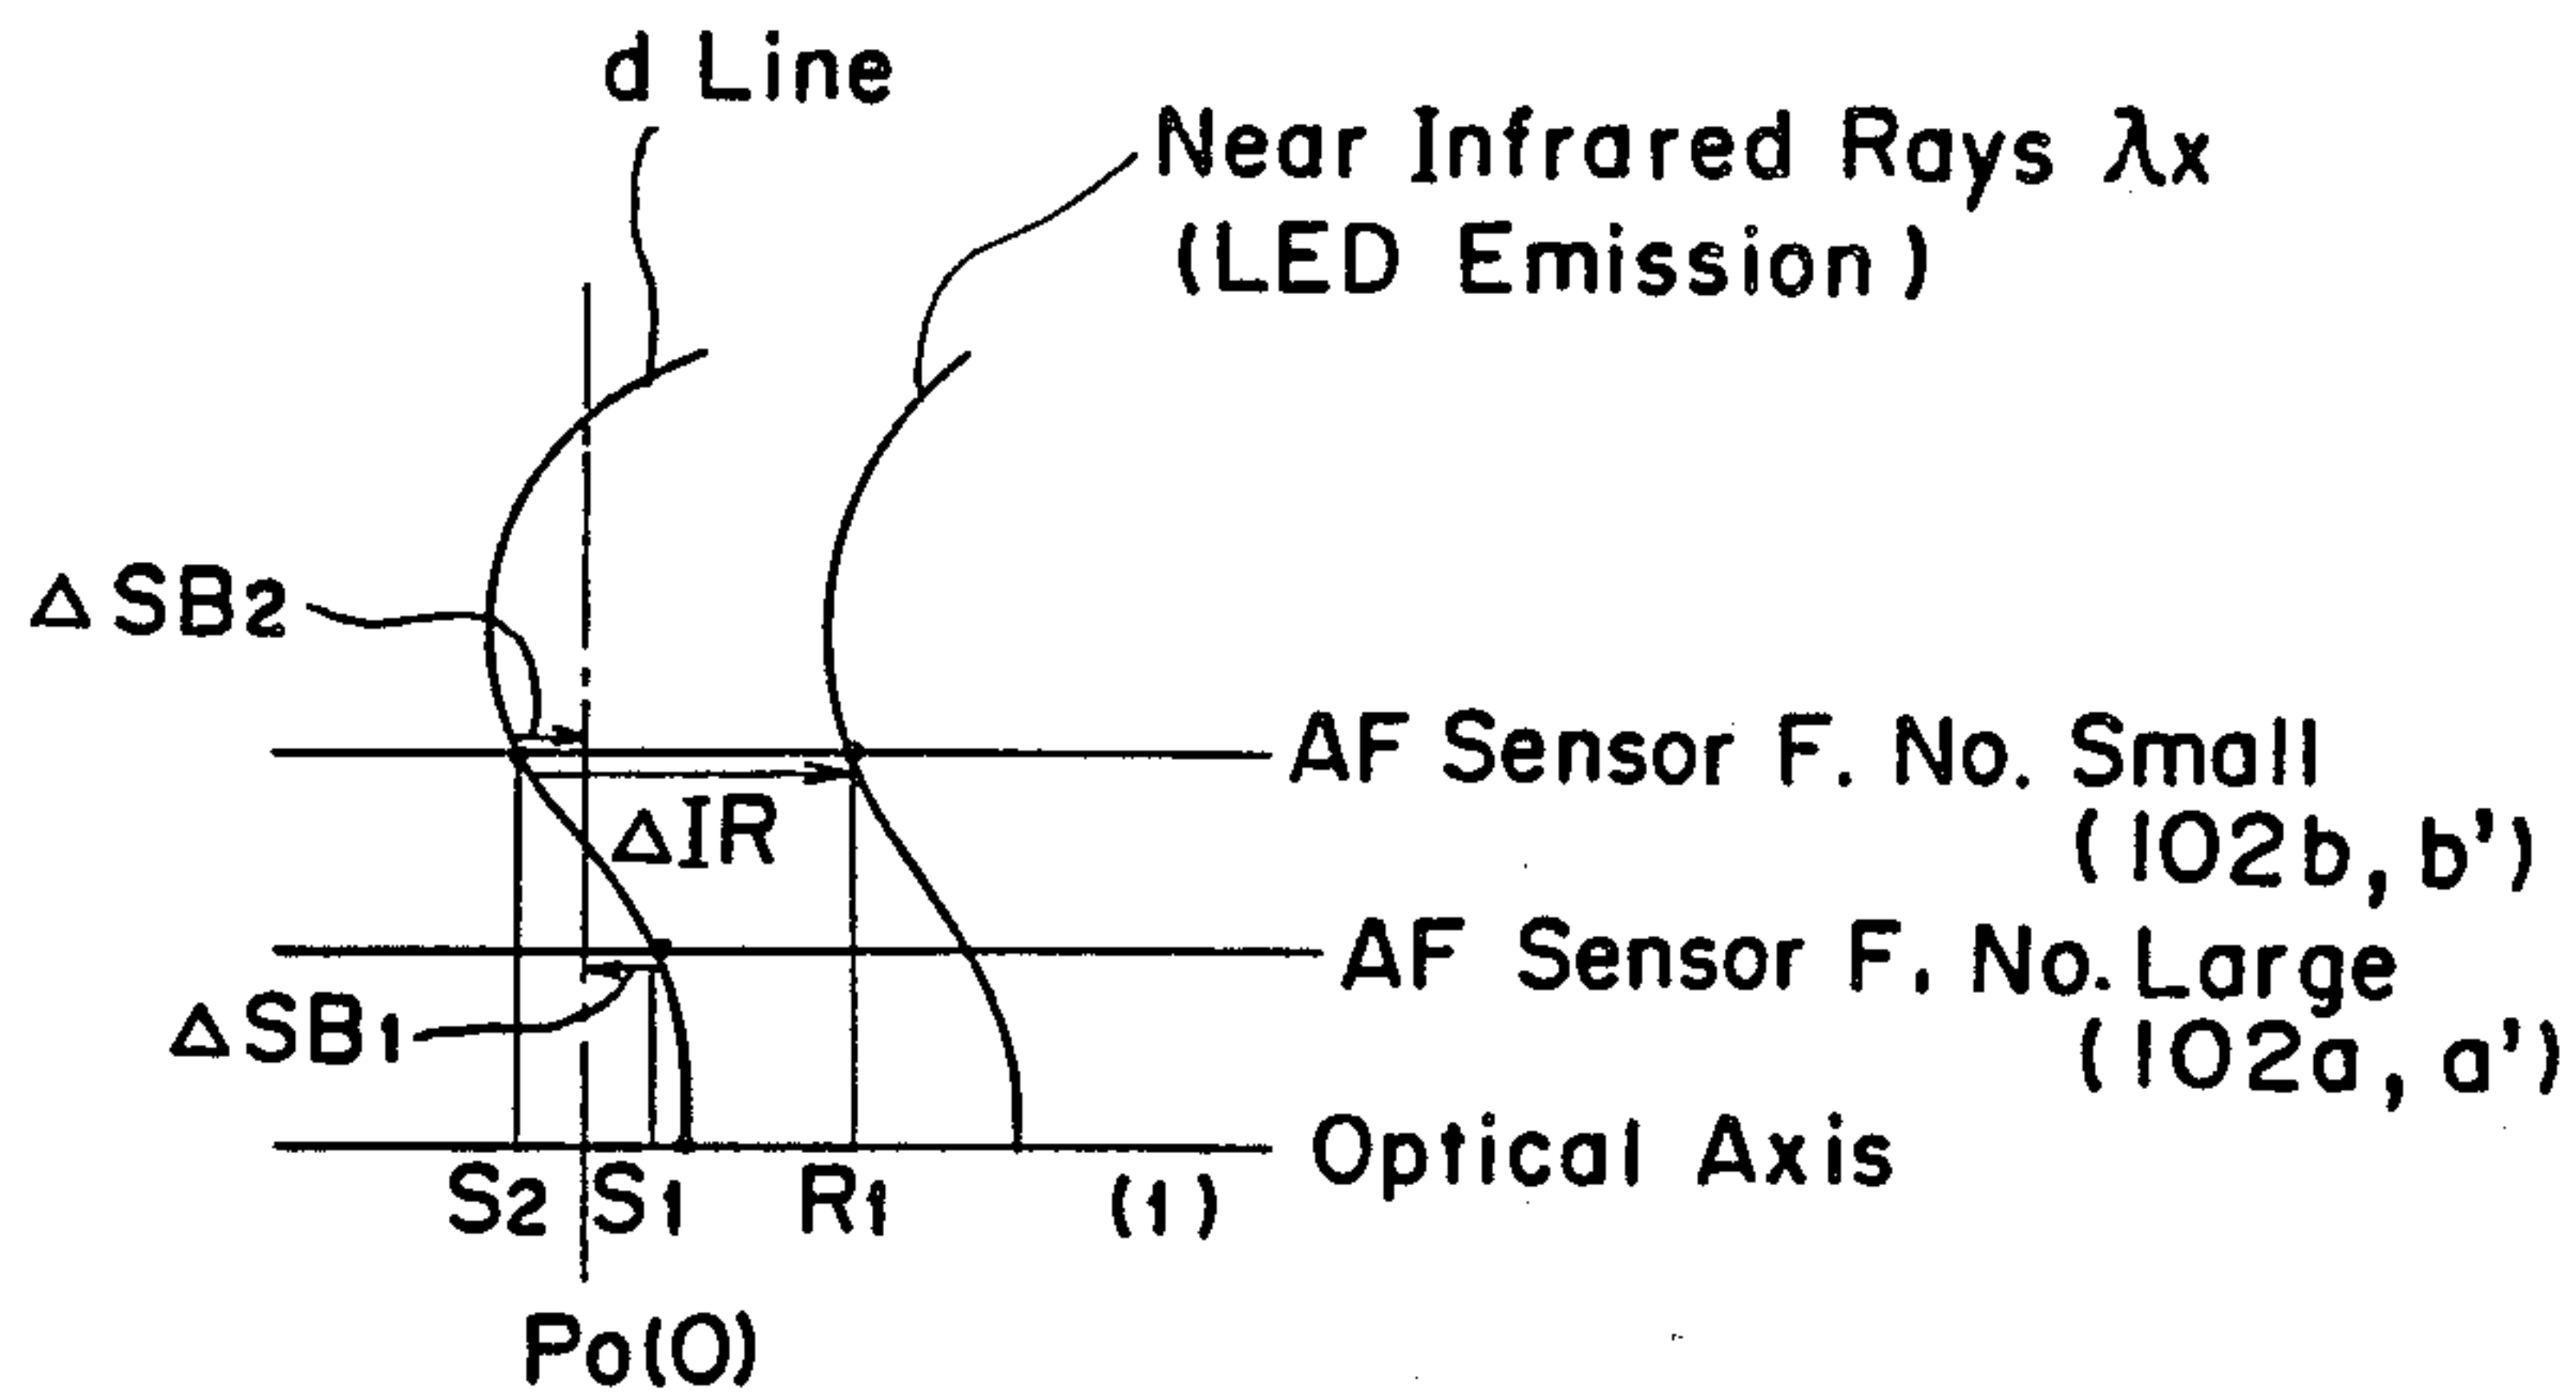 d Line
Near Infrared Rays λx
(LED Emission)
ΔSB2
AF Sensor F. No. Small
(102b, b')
ΔIR
AF Sensor F. No. Large
(102a, a')
ΔSB1
Optical Axis
S2 S1 R1 (1)
Po(0)